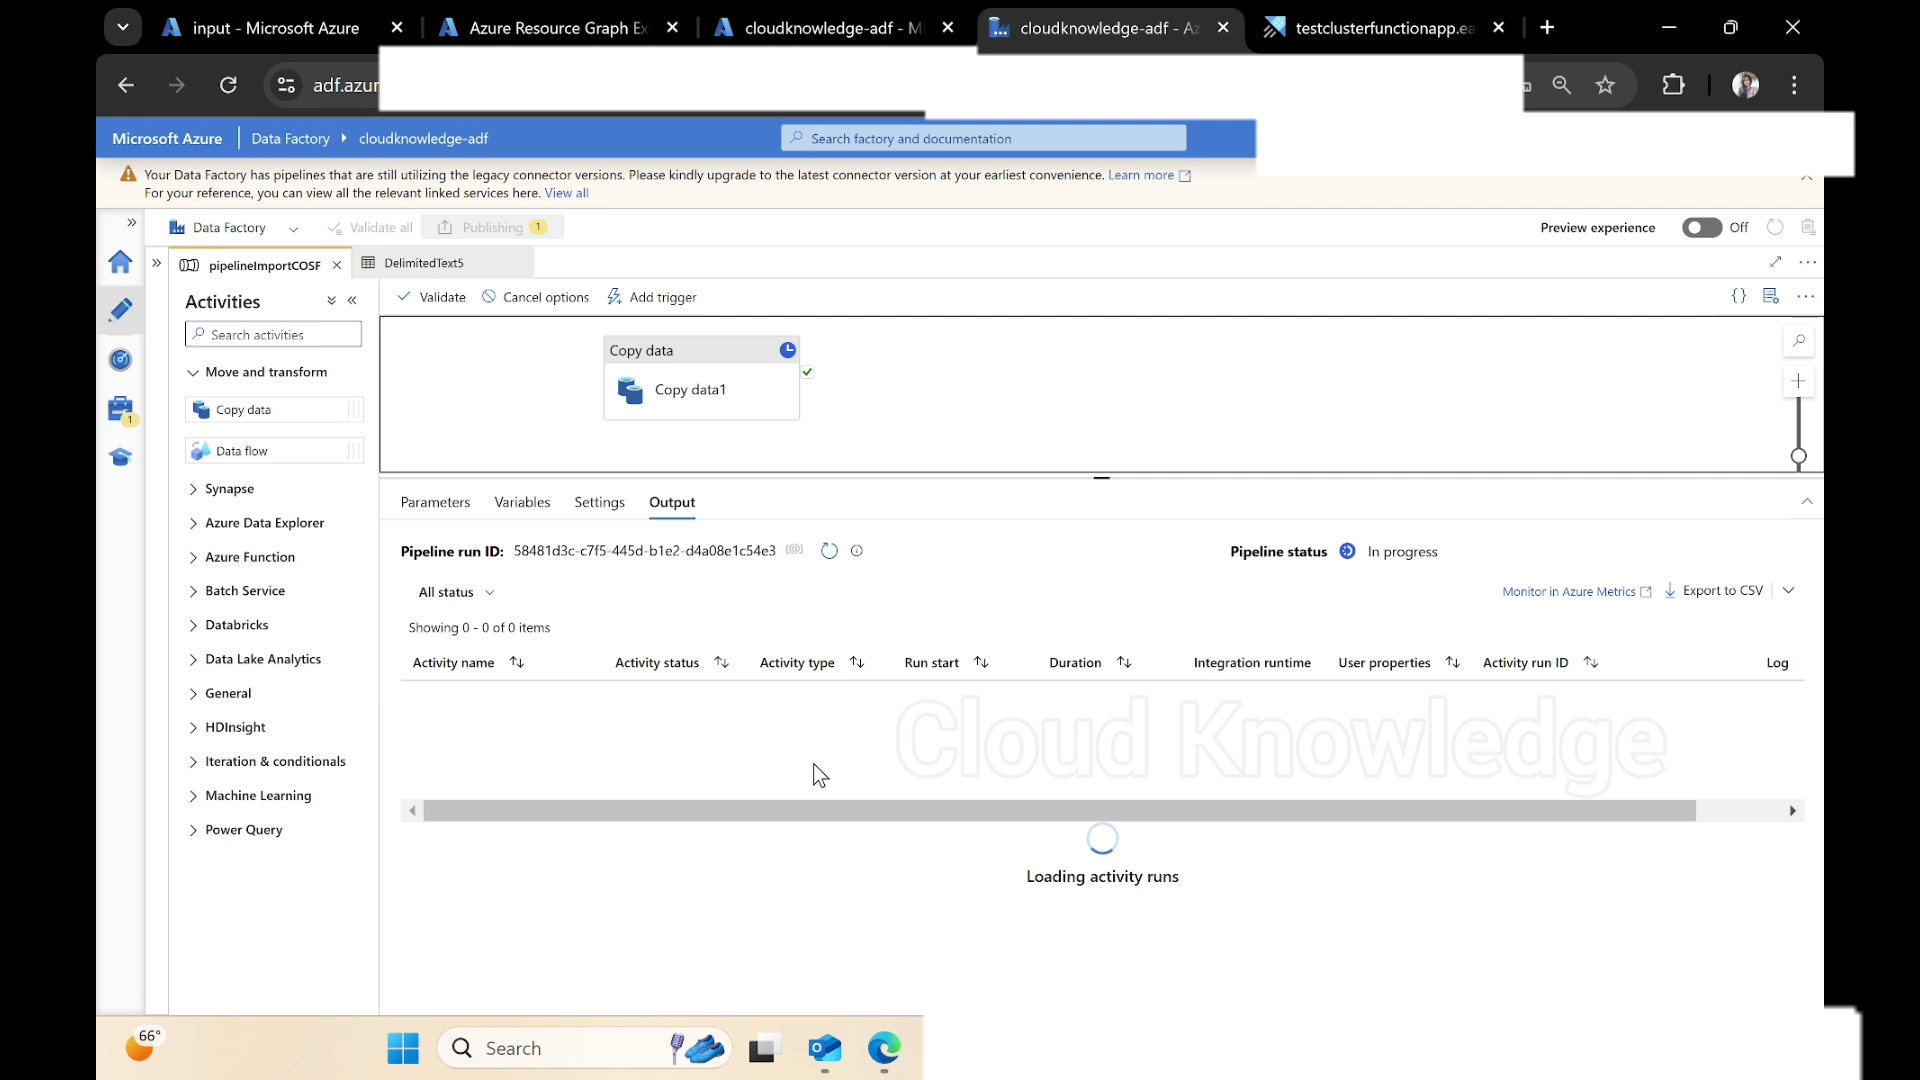 input - Microsoft Azure
Azure Resource Graph Ex
cloudknowledge-adf - Mi
cloudknowledge-adf - Az
testclusterfunctionapp.ea
adf.azur
Microsoft Azure
Data Factory
cloudknowledge-adf
Search factory and documentation
Your Data Factory has pipelines that are still utilizing the legacy connector versions. Please kindly upgrade to the latest connector version at your earliest convenience. Learn more
For your reference, you can view all the relevant linked services here. View all
Data Factory
Validate all
Publishing 1
Preview experience
Off
pipelineImportCOSF
DelimitedText5
Activities
Validate
Cancel options
Add trigger
Search activities
Move and transform
Copy data
Data flow
1
Synapse
Azure Data Explorer
Azure Function
Batch Service
Databricks
Data Lake Analytics
General
HDInsight
Iteration & conditionals
Machine Learning
Power Query
Copy data
Copy data1
Parameters
Variables
Settings
Output
Pipeline run ID: 58481d3c-c7f5-445d-b1e2-d4a08e1c54e3
Pipeline status
In progress
All status
Monitor in Azure Metrics
Export to CSV
Showing 0 - 0 of 0 items
Activity name
Activity status
Activity type
Run start
Duration
Integration runtime
User properties
Activity run ID
Log
Cloud Knowledge
Loading activity runs
66°
Search